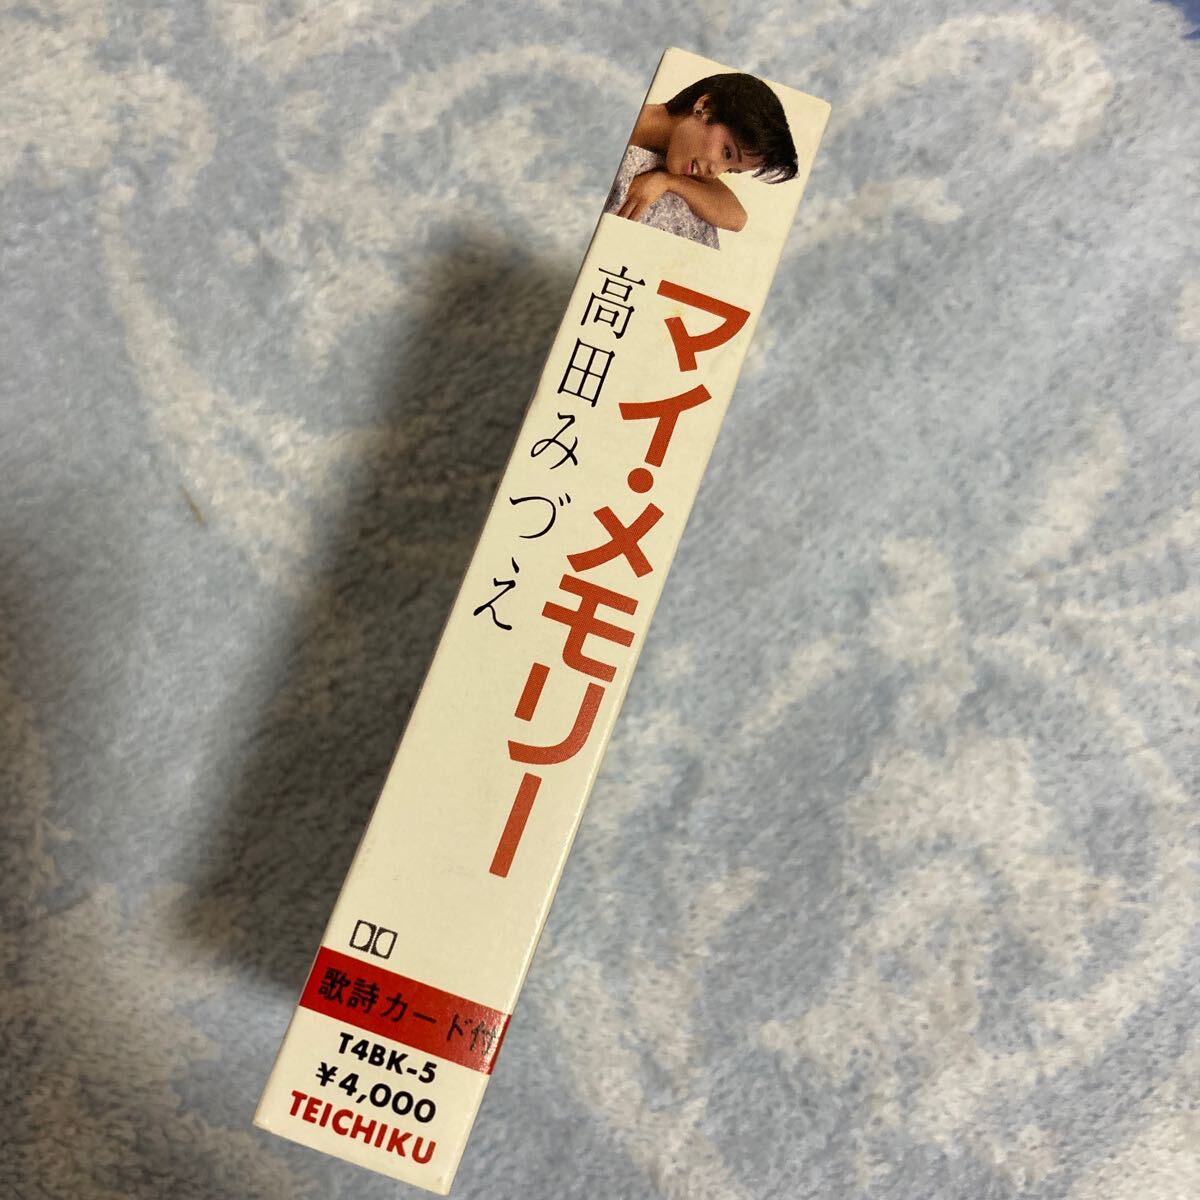 マイ・メモリー
高田みづえ
歌詩カード付
T4BK-5
¥4,000
TEICHIKU